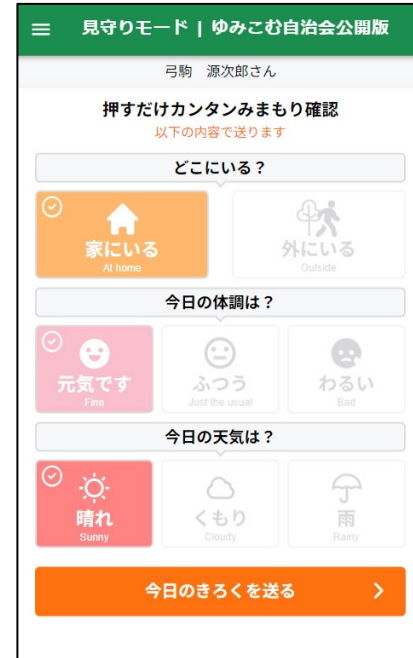 見守りモード | ゆみこむ自治会公開版
弓駒　源次郎さん
押すだけカンタンみまもり確認
以下の内容で送ります
どこにいる？
家にいる
At home
外にいる
Outside
今日の体調は？
元気です
Fine
ふつう
Just the usual
わるい
Bad
今日の天気は？
晴れ
Sunny
くもり
Cloudy
雨
Rainy
今日のきろくを送る